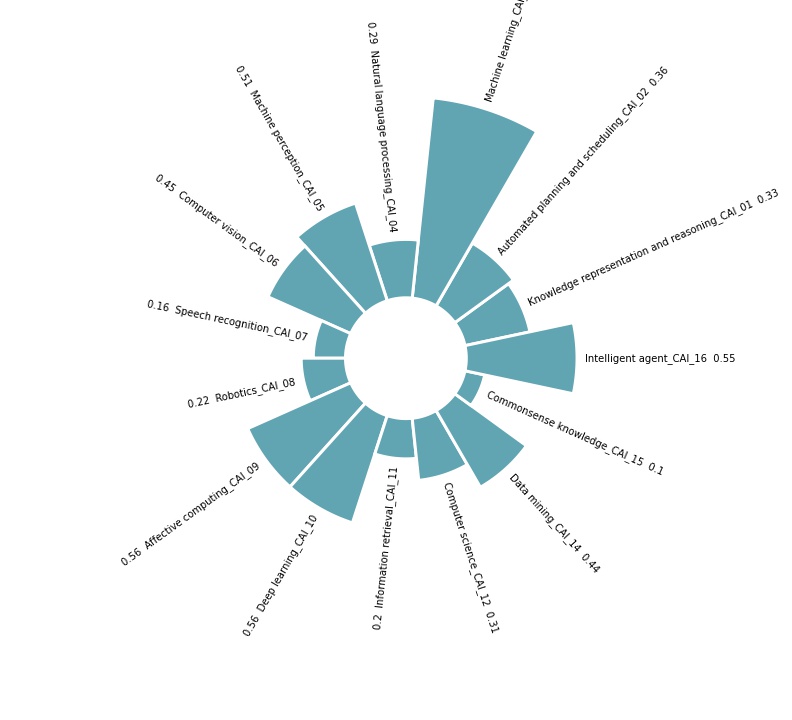 Knowledge representation and reasoning_CAI_01 0.33
Automated planning and scheduling_CAI_02 0.36
Machine learning_CAI
0.29 Natural language processing_CAI_04
0.51 Machine perception_CAI_05
0.45 Computer vision_CAI_06
0.16 Speech recognition_CAI_07
0.22 Robotics_CAI_08
0.56 Affective computing_CAI_09
0.56 Deep learning_CAI_10
0.2 Information retrieval_CAI_11
Computer science_CAI_12 0.31
Data mining_CAI_14 0.44
Commonsense knowledge_CAI_15 0.1
Intelligent agent_CAI_16 0.55